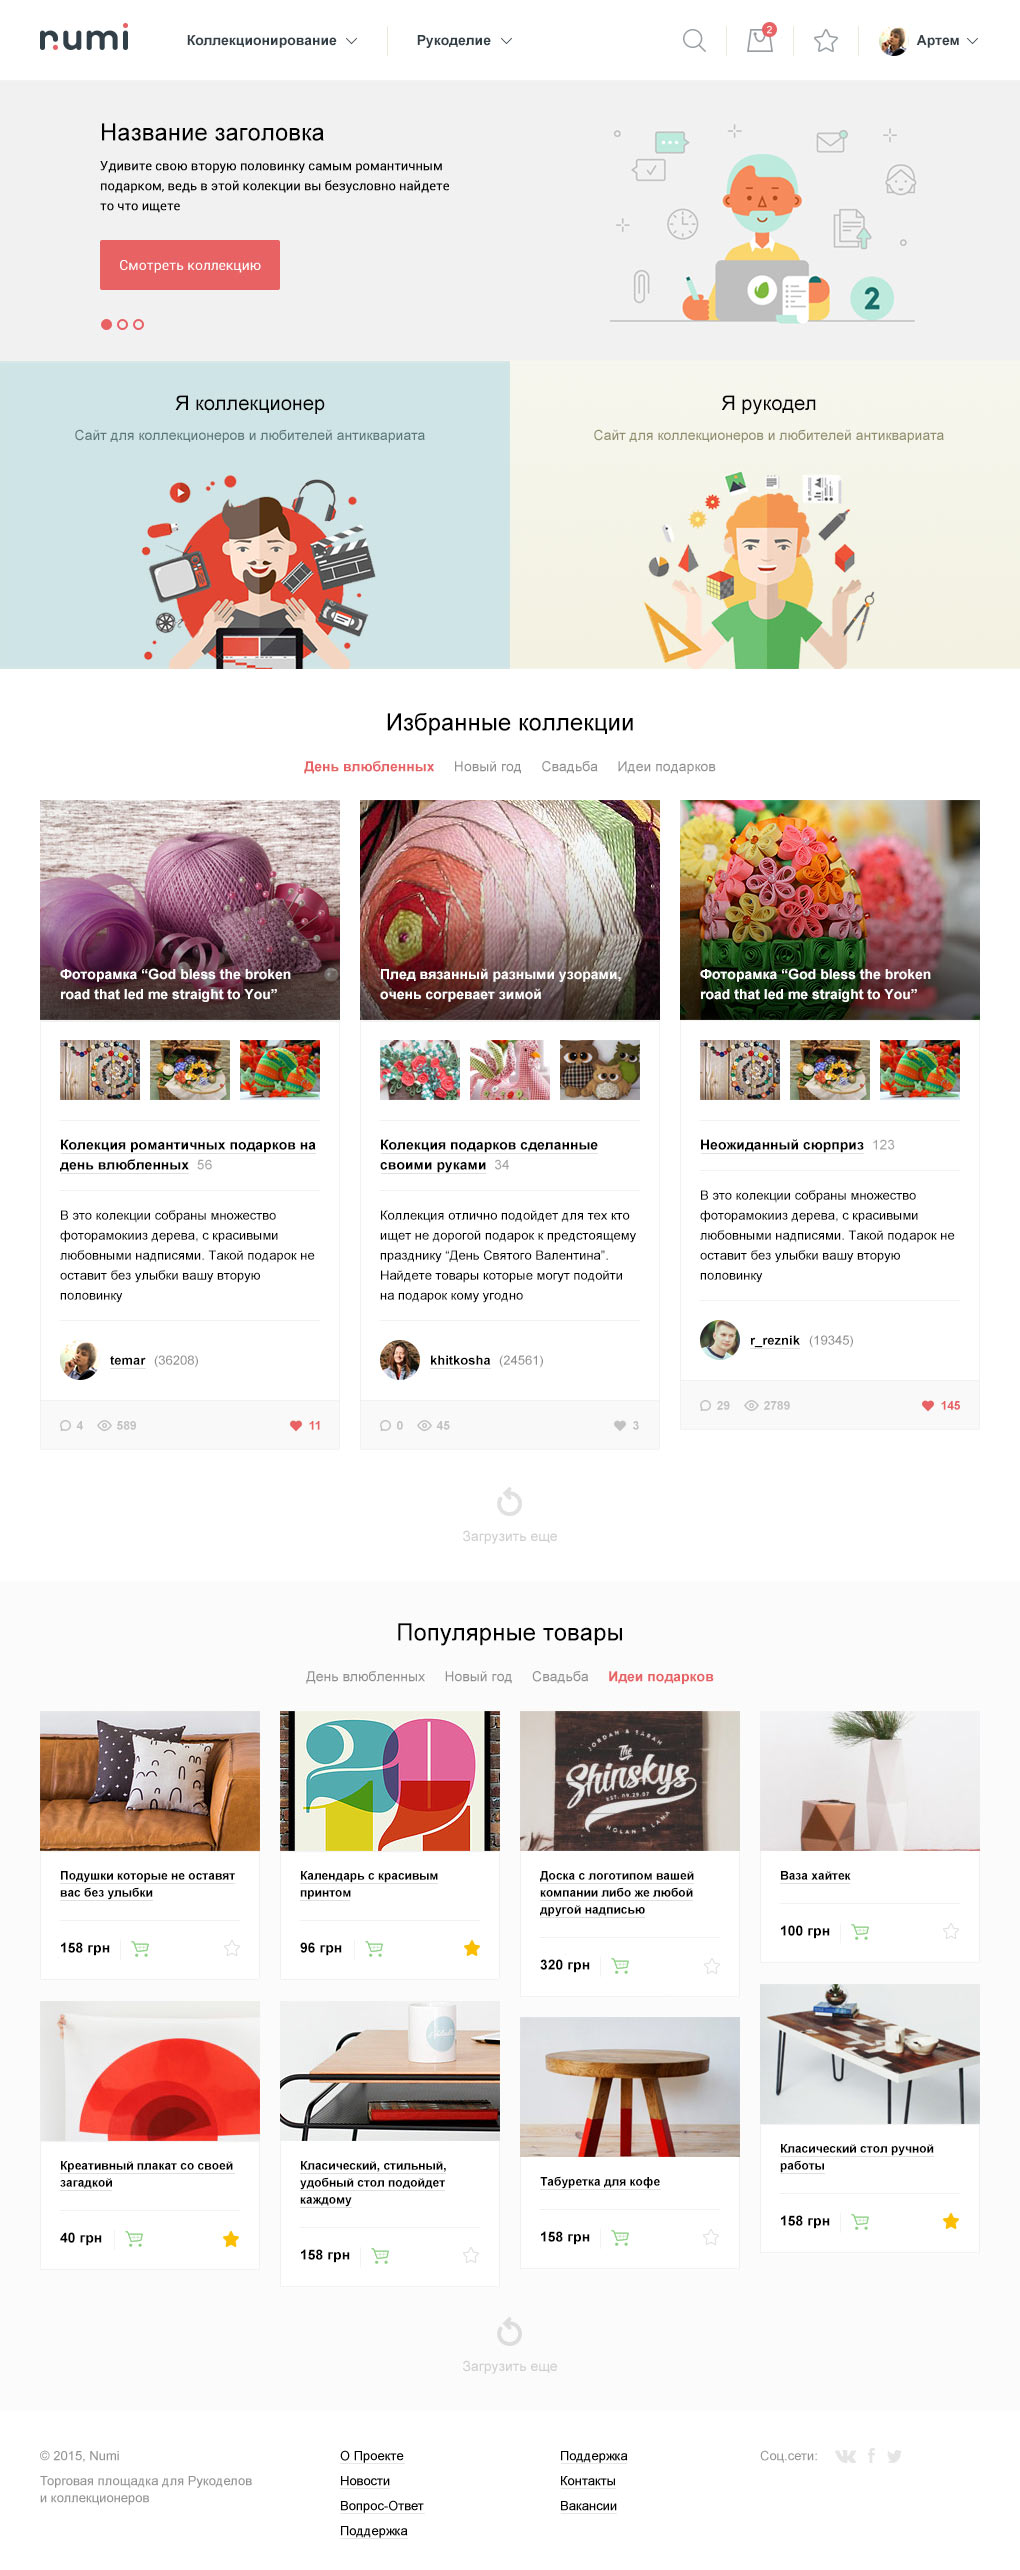 numi
Коллекционирование
Рукоделие
2
Артем
Название заголовка
Удивите свою вторую половинку самым романтичным
подарком, ведь в этой колекции вы безусловно найдете
то что ищете
Смотреть коллекцию
2
Я коллекционер
Сайт для коллекционеров и любителей антиквариата
Я рукодел
Сайт для коллекционеров и любителей антиквариата
Избранные коллекции
День влюбленных Новый год Свадьба Идеи подарков
Фоторамка “God bless the broken
road that led me straight to You”
Колекция романтичных подарков на
день влюбленных 56
В это колекции собраны множество
фоторамокииз дерева, с красивыми
любовными надписями. Такой подарок не
оставит без улыбки вашу вторую
половинку
temar (36208)
4 589 11
Плед вязанный разными узорами,
очень согревает зимой
Колекция подарков сделанные
своими руками 34
Коллекция отлично подойдет для тех кто
ищет не дорогой подарок к предстоящему
празднику “День Святого Валентина”.
Найдете товары которые могут подойти
на подарок кому угодно
khitkosha (24561)
0 45 3
Фоторамка “God bless the broken
road that led me straight to You”
Неожиданный сюрприз 123
В это колекции собраны множество
фоторамокииз дерева, с красивыми
любовными надписями. Такой подарок не
оставит без улыбки вашу вторую
половинку
r_reznik (19345)
29 2789 145
Загрузить еще
Популярные товары
День влюбленных Новый год Свадьба Идеи подарков
Подушки которые не оставят
вас без улыбки
158 грн
2012
Календарь с красивым
принтом
96 грн
JORDAN & SARAH
The
Shinskys
EST. 09.29.07
NOLAN & LANA
Доска с логотипом вашей
компании либо же любой
другой надписью
320 грн
Ваза хайтек
100 грн
Креативный плакат со своей
загадкой
40 грн
Класический, стильный,
удобный стол подойдет
каждому
158 грн
Табуретка для кофе
158 грн
Класический стол ручной
работы
158 грн
Загрузить еще
© 2015, Numi
Торговая площадка для Рукоделов
и коллекционеров
О Проекте
Новости
Вопрос-Ответ
Поддержка
Поддержка
Контакты
Вакансии
Соц.сети: